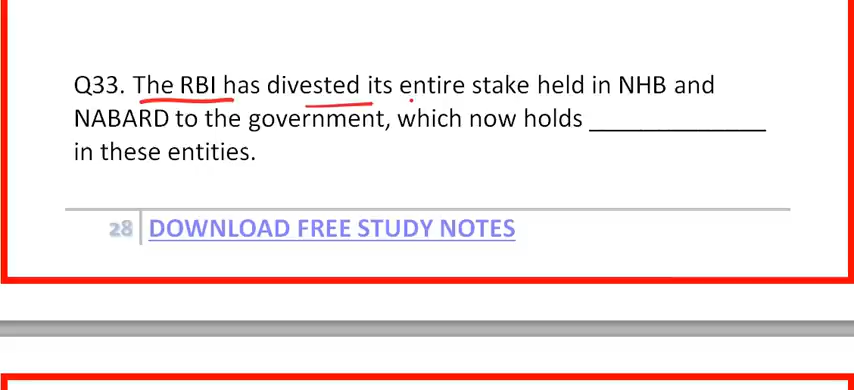 Q33. The RBI has divested its entire stake held in NHB and
NABARD to the government, which now holds ______________
in these entities.
28 DOWNLOAD FREE STUDY NOTES